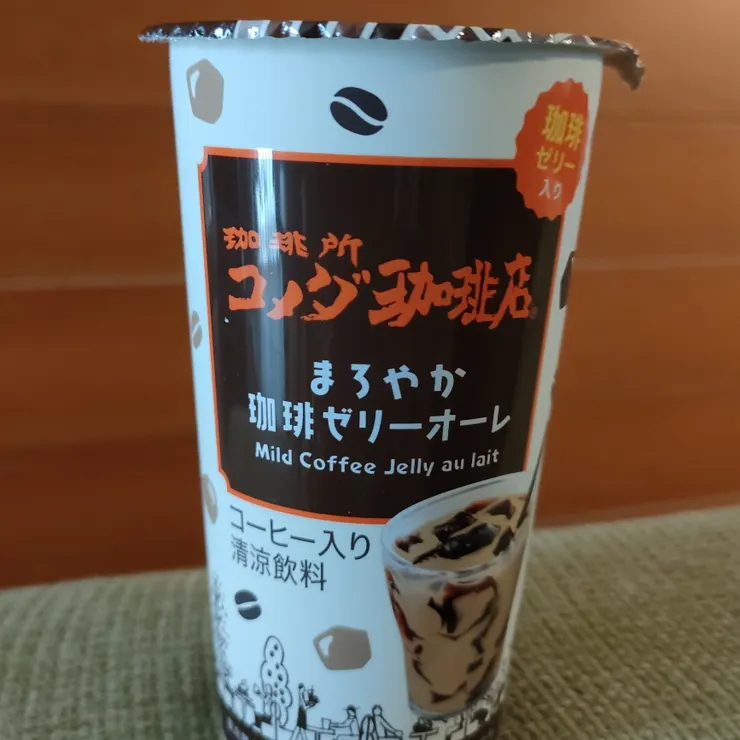 珈琲
ゼリー
入り
珈琲所
コメダ珈琲店®
まろやか
珈琲ゼリーオーレ
Mild Coffee Jelly au lait
コーヒー入り
清涼飲料